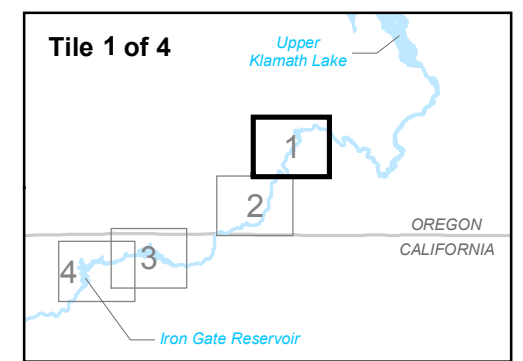 Tile 1 of 4
Upper
Klamath Lake
1
2
OREGON
CALIFORNIA
3
4
Iron Gate Reservoir